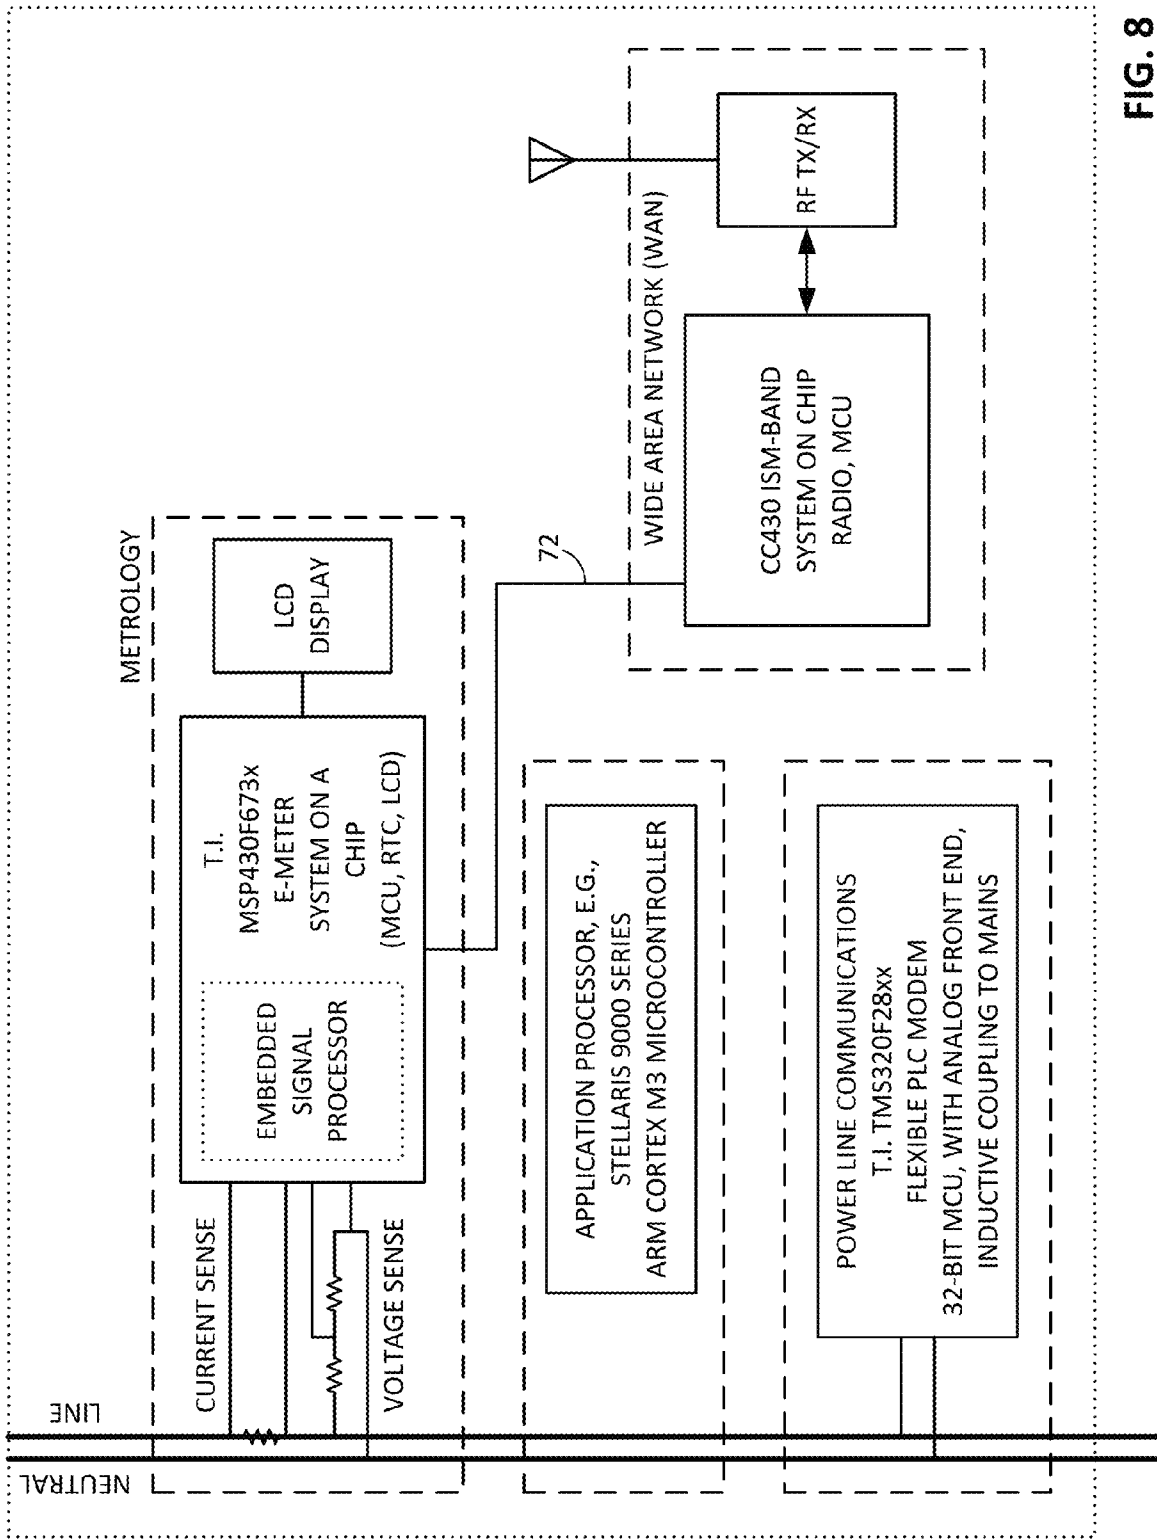 NEUTRAL
LINE
METROLOGY
CURRENT SENSE
VOLTAGE SENSE
EMBEDDED
SIGNAL
PROCESSOR
T.I.
MSP430F673x
E-METER
SYSTEM ON A
CHIP
(MCU, RTC, LCD)
LCD
DISPLAY
72
APPLICATION PROCESSOR, E.G.,
STELLARIS 9000 SERIES
ARM CORTEX M3 MICROCONTROLLER
WIDE AREA NETWORK (WAN)
CC430 ISM-BAND
SYSTEM ON CHIP
RADIO, MCU
RF TX/RX
POWER LINE COMMUNICATIONS
T.I. TMS320F28xx
FLEXIBLE PLC MODEM
32-BIT MCU, WITH ANALOG FRONT END,
INDUCTIVE COUPLING TO MAINS
FIG. 8